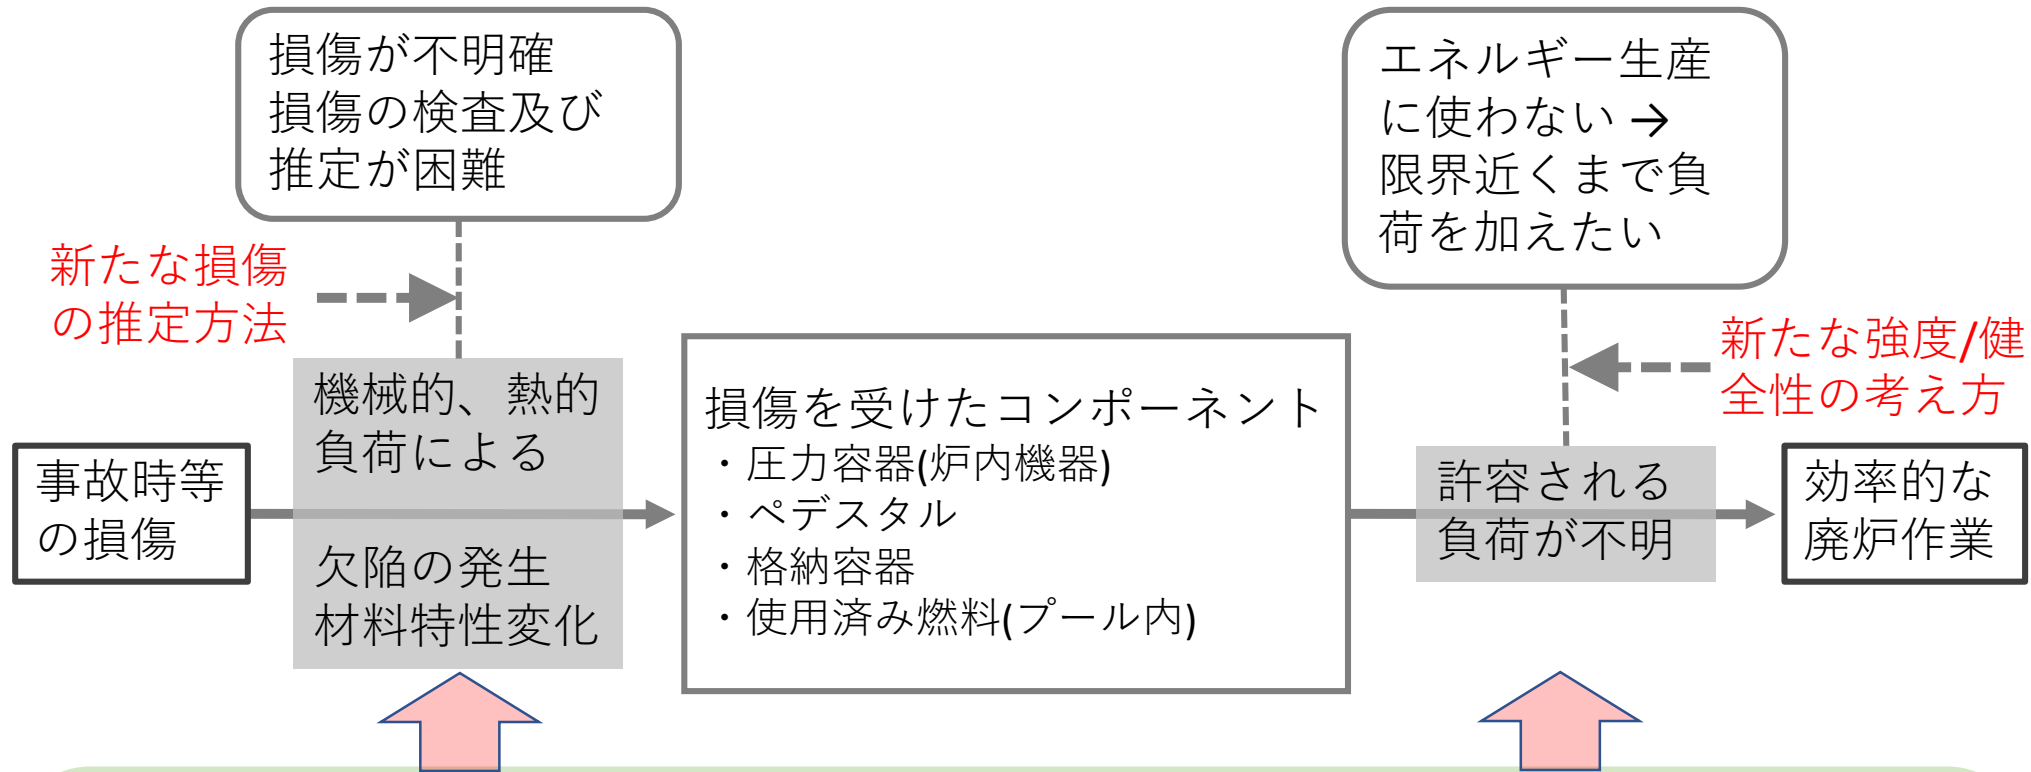 損傷が不明確
損傷の検査及び
推定が困難
エネルギー生産
に使わない →
限界近くまで負
荷を加えたい
新たな損傷
の推定方法
新たな強度/健
全性の考え方
事故時等
の損傷
機械的、熱的
負荷による
欠陥の発生
材料特性変化
損傷を受けたコンポーネント
・圧力容器(炉内機器)
・ペデスタル
・格納容器
・使用済み燃料(プール内)
許容される
負荷が不明
効率的な
廃炉作業